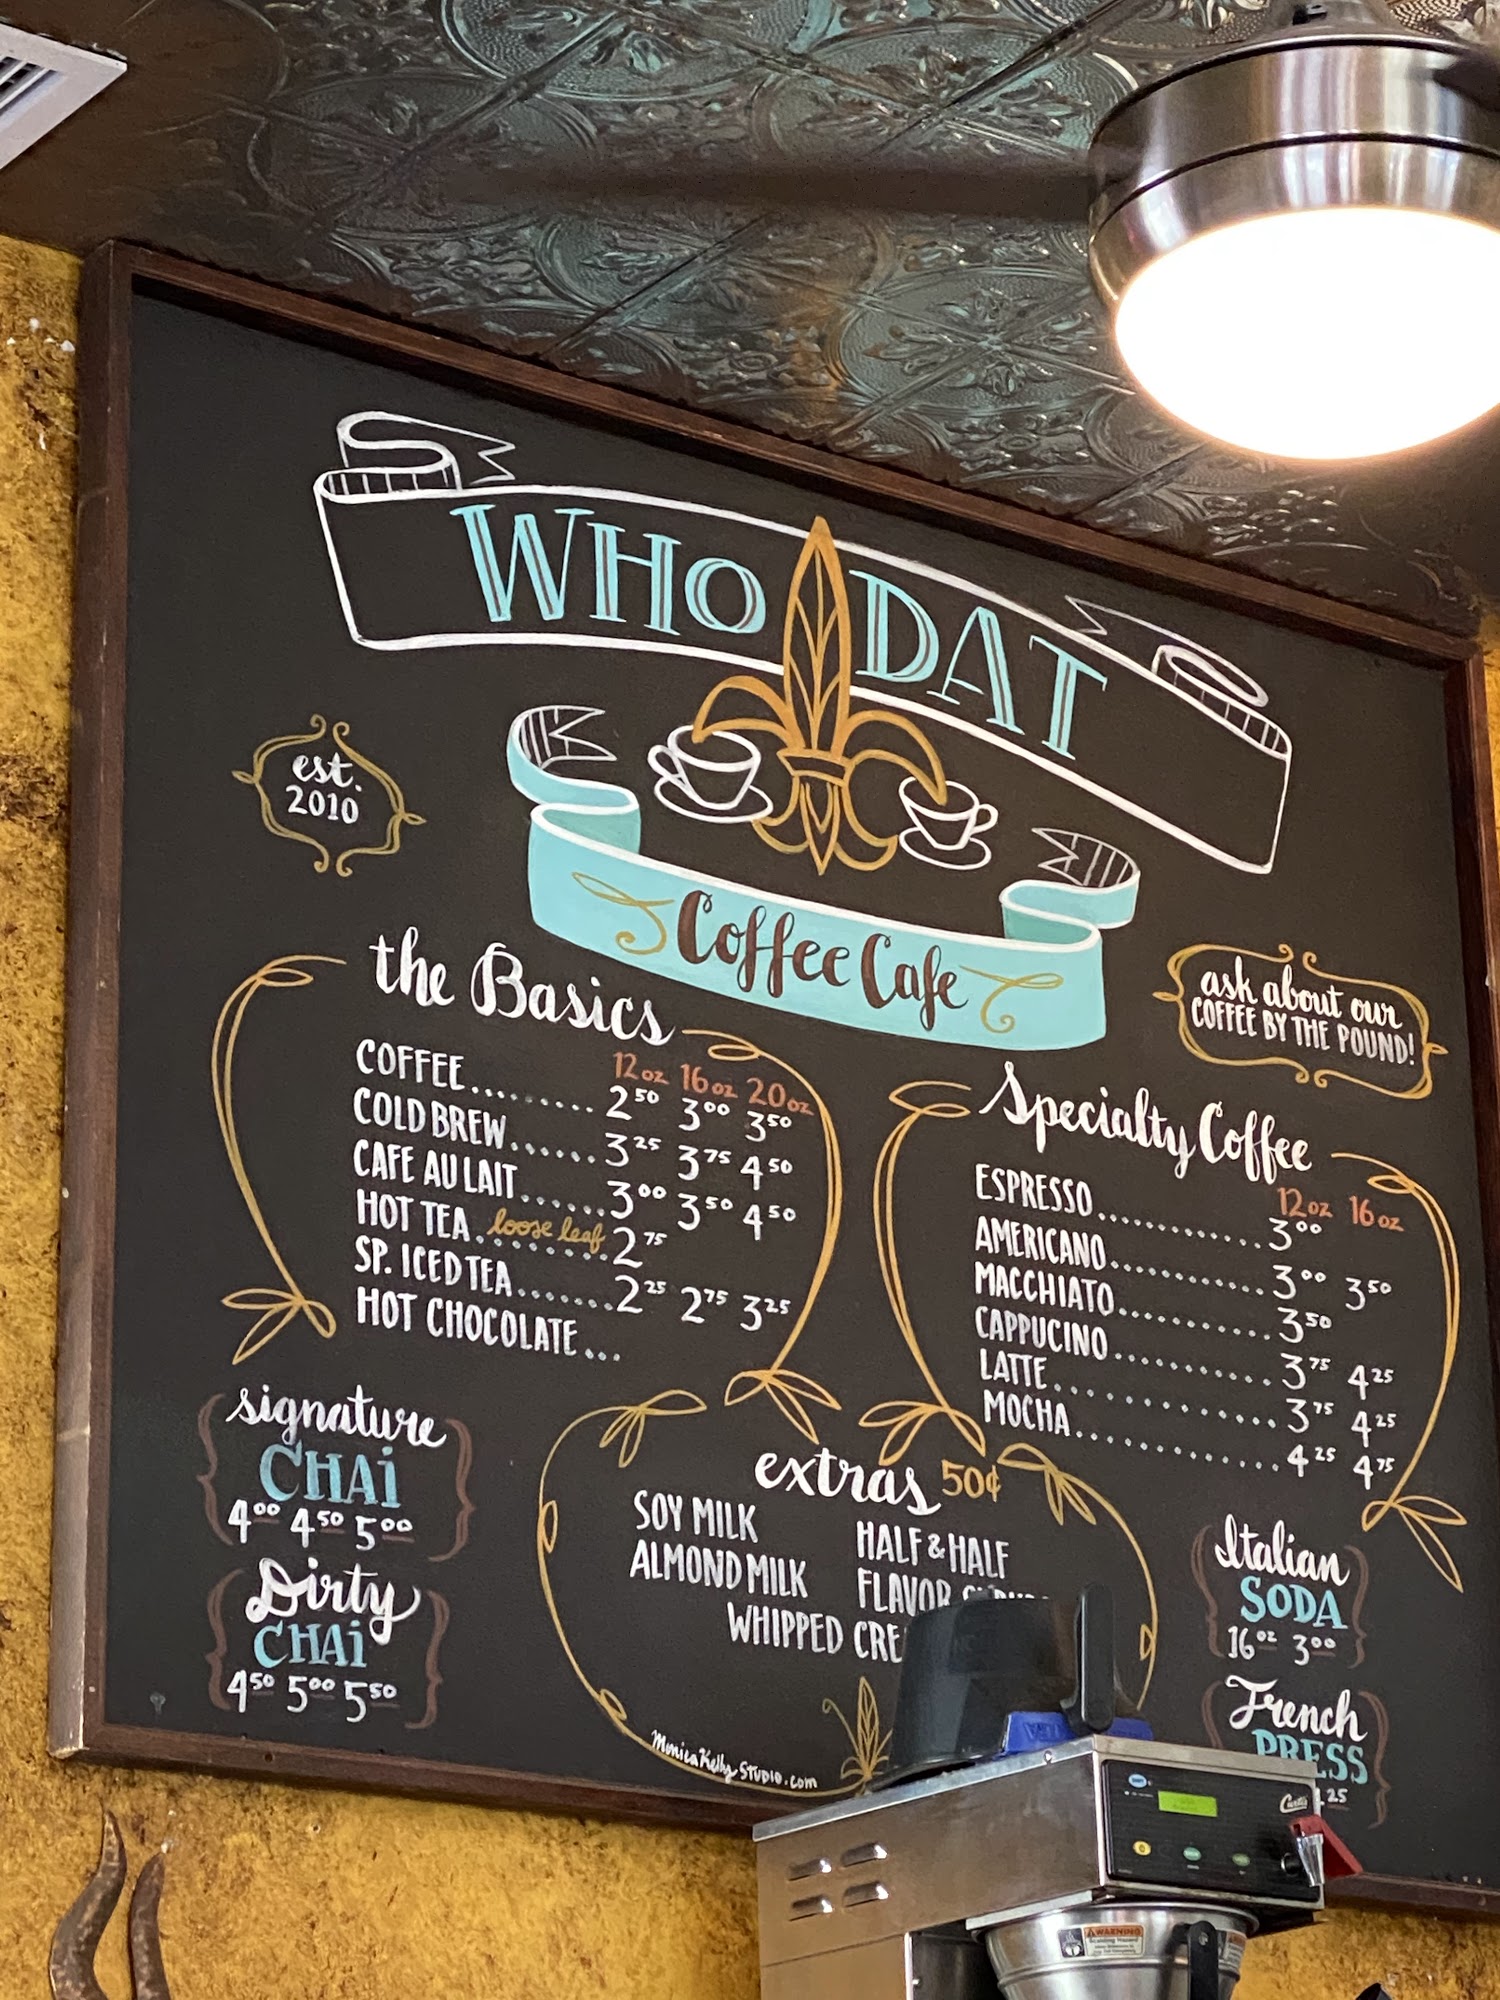 WHO DAT
est.
2010
Coffee Cafe
ask about our
COFFEE BY THE POUND!
the Basics
12oz 16oz 20oz
COFFEE......... 2.50 3.00 3.50
COLD BREW....... 3.25 3.75 4.50
CAFE AU LAIT...... 3.00 3.50 4.50
HOT TEA. loose leaf 2.75
SP. ICED TEA....... 2.25 2.75 3.25
HOT CHOCOLATE ...
Specialty Coffee
12oz 16oz
ESPRESSO............ 3.00
AMERICANO........... 3.00 3.50
MACCHIATO........... 3.50
CAPPUCINO........... 3.75 4.25
LATTE............ 3.75 4.25
MOCHA............ 4.25 4.75
signature
CHAi
4.00 4.50 5.00
Dirty
CHAi
4.50 5.00 5.50
extras 50¢
SOY MILK HALF & HALF
ALMOND MILK FLAVOR
WHIPPED
MonicaKellyStudio.com
Italian
SODA
16oz 3.00
French
PRESS
25
Curtis
WARNING